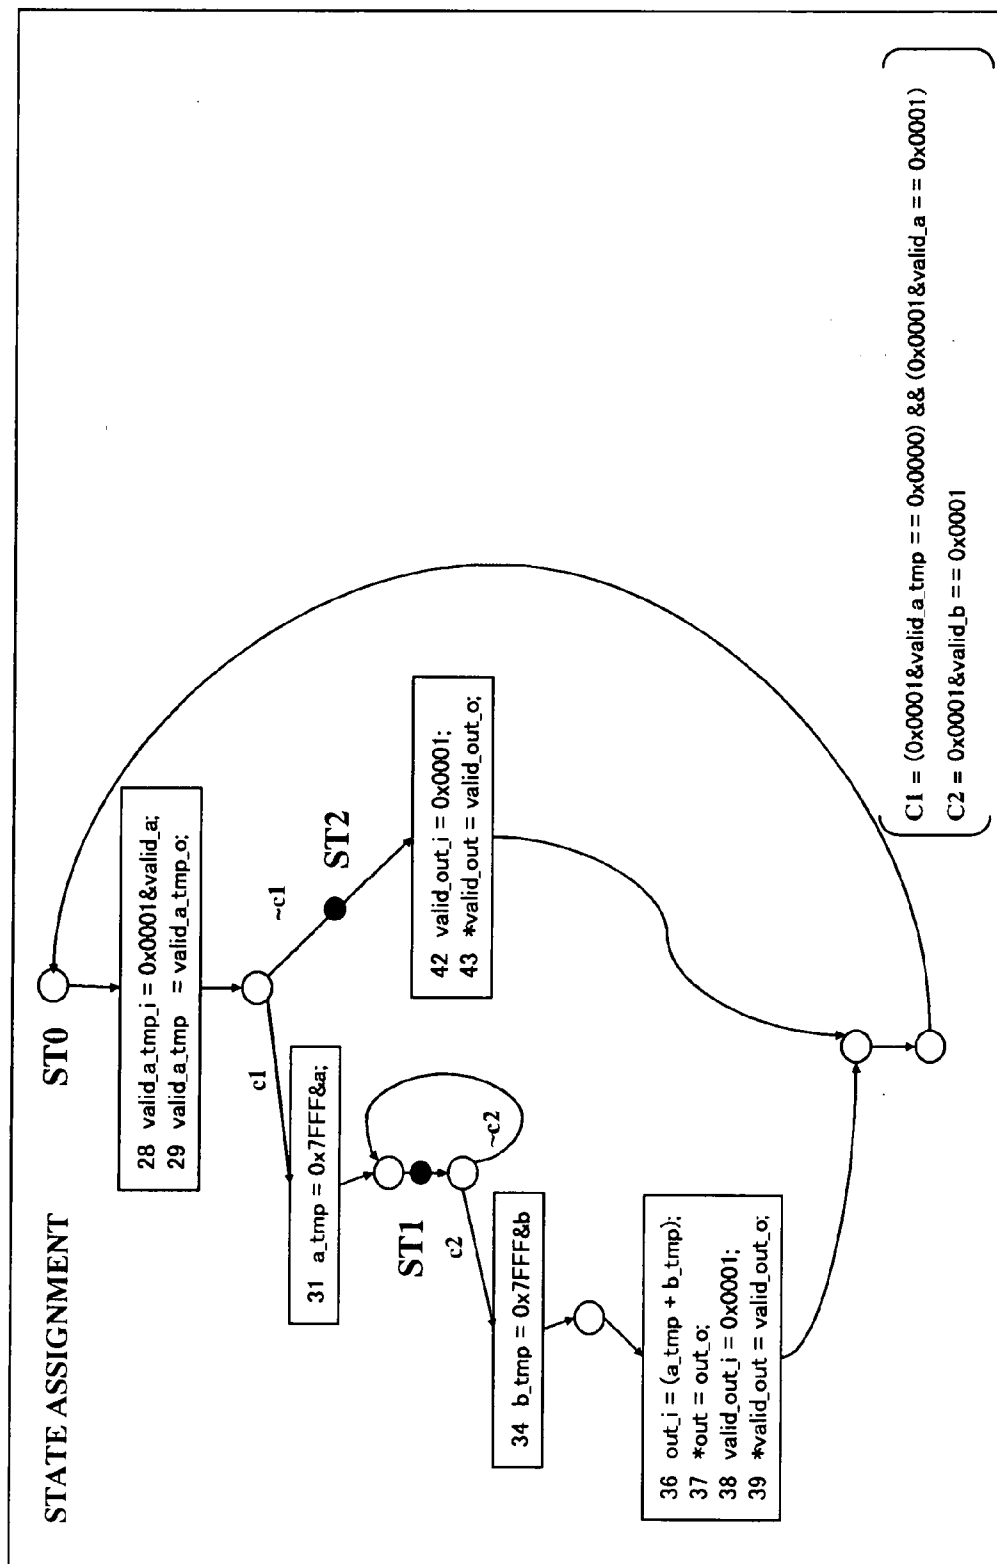 STATE ASSIGNMENT
ST0
28 valid_a_tmp_i = 0x0001&valid_a;
29 valid_a_tmp = valid_a_tmp_o;
c1
~c1
31 a_tmp = 0x7FFF&a;
ST2
ST1
c2
~c2
42 valid_out_i = 0x0001;
43 *valid_out = valid_out_o;
34 b_tmp = 0x7FFF&b
36 out_i = (a_tmp + b_tmp);
37 *out = out_o;
38 valid_out_i = 0x0001;
39 *valid_out = valid_out_o;
C1 = (0x0001&valid_a_tmp == 0x0000) && (0x0001&valid_a == 0x0001)
C2 = 0x0001&valid_b == 0x0001